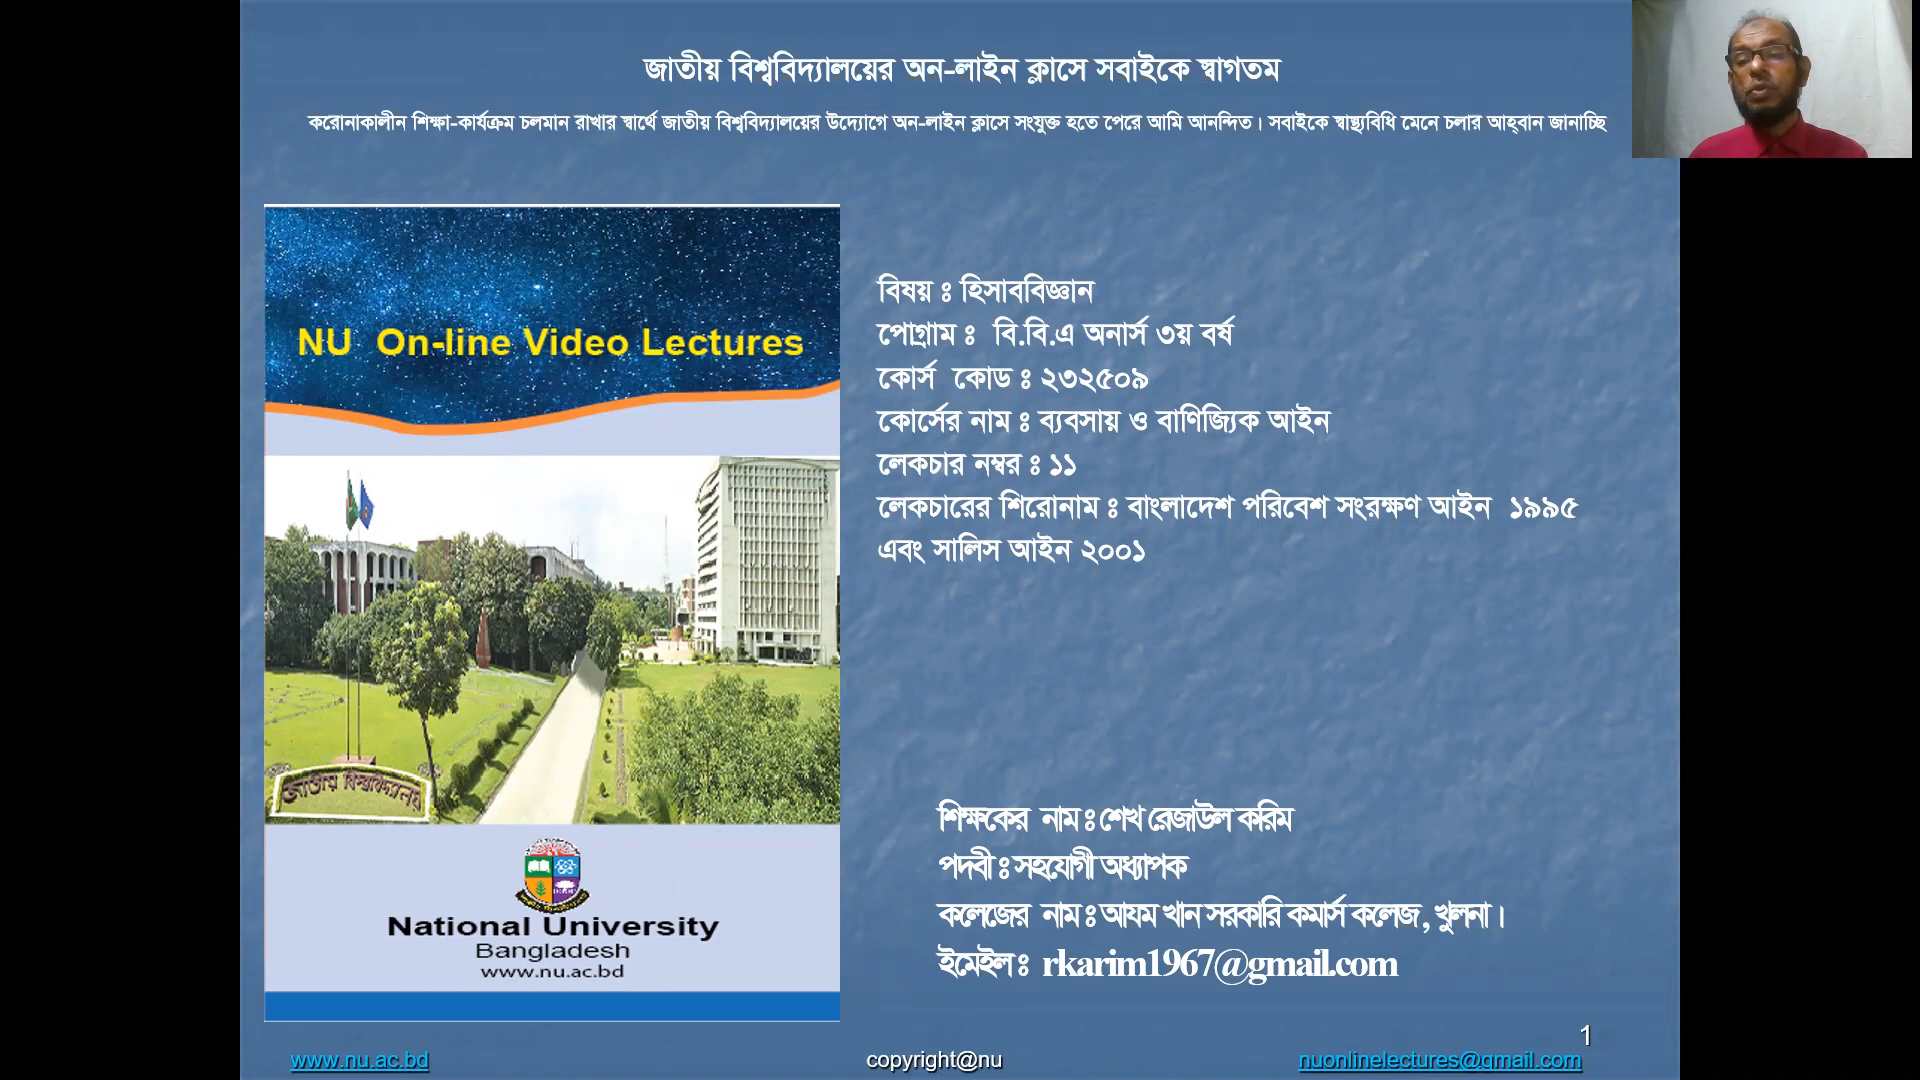 জাতীয় বিশ্ববিদ্যালয়ের অন-লাইন ক্লাসে সবাইকে স্বাগতম
করোনাকালীন শিক্ষা-কার্যক্রম চলমান রাখার স্বার্থে জাতীয় বিশ্ববিদ্যালয়ের উদ্যোগে অন-লাইন ক্লাসে সংযুক্ত হতে পেরে আমি আনন্দিত। সবাইকে স্বাস্থ্যবিধি মেনে চলার আহ্বান জানাচ্ছি
NU On-line Video Lectures
জাতীয় বিশ্ববিদ্যালয়
National University
Bangladesh
www.nu.ac.bd
বিষয় ঃ হিসাববিজ্ঞান
পোগ্রাম ঃ বি.বি.এ অনার্স ৩য় বর্ষ
কোর্স কোড ঃ ২৩২৫০৯
কোর্সের নাম ঃ ব্যবসায় ও বাণিজ্যিক আইন
লেকচার নম্বর ঃ ১১
লেকচারের শিরোনাম ঃ বাংলাদেশ পরিবেশ সংরক্ষণ আইন ১৯৯৫
এবং সালিস আইন ২০০১
শিক্ষকের নাম ঃ শেখ রেজাউল করিম
পদবী ঃ সহযোগী অধ্যাপক
কলেজের নাম ঃ আযম খান সরকারি কমার্স কলেজ, খুলনা।
ইমেইল ঃ rkarim1967@gmail.com
1
www.nu.ac.bd
copyright@nu
nuonlinelectures@gmail.com